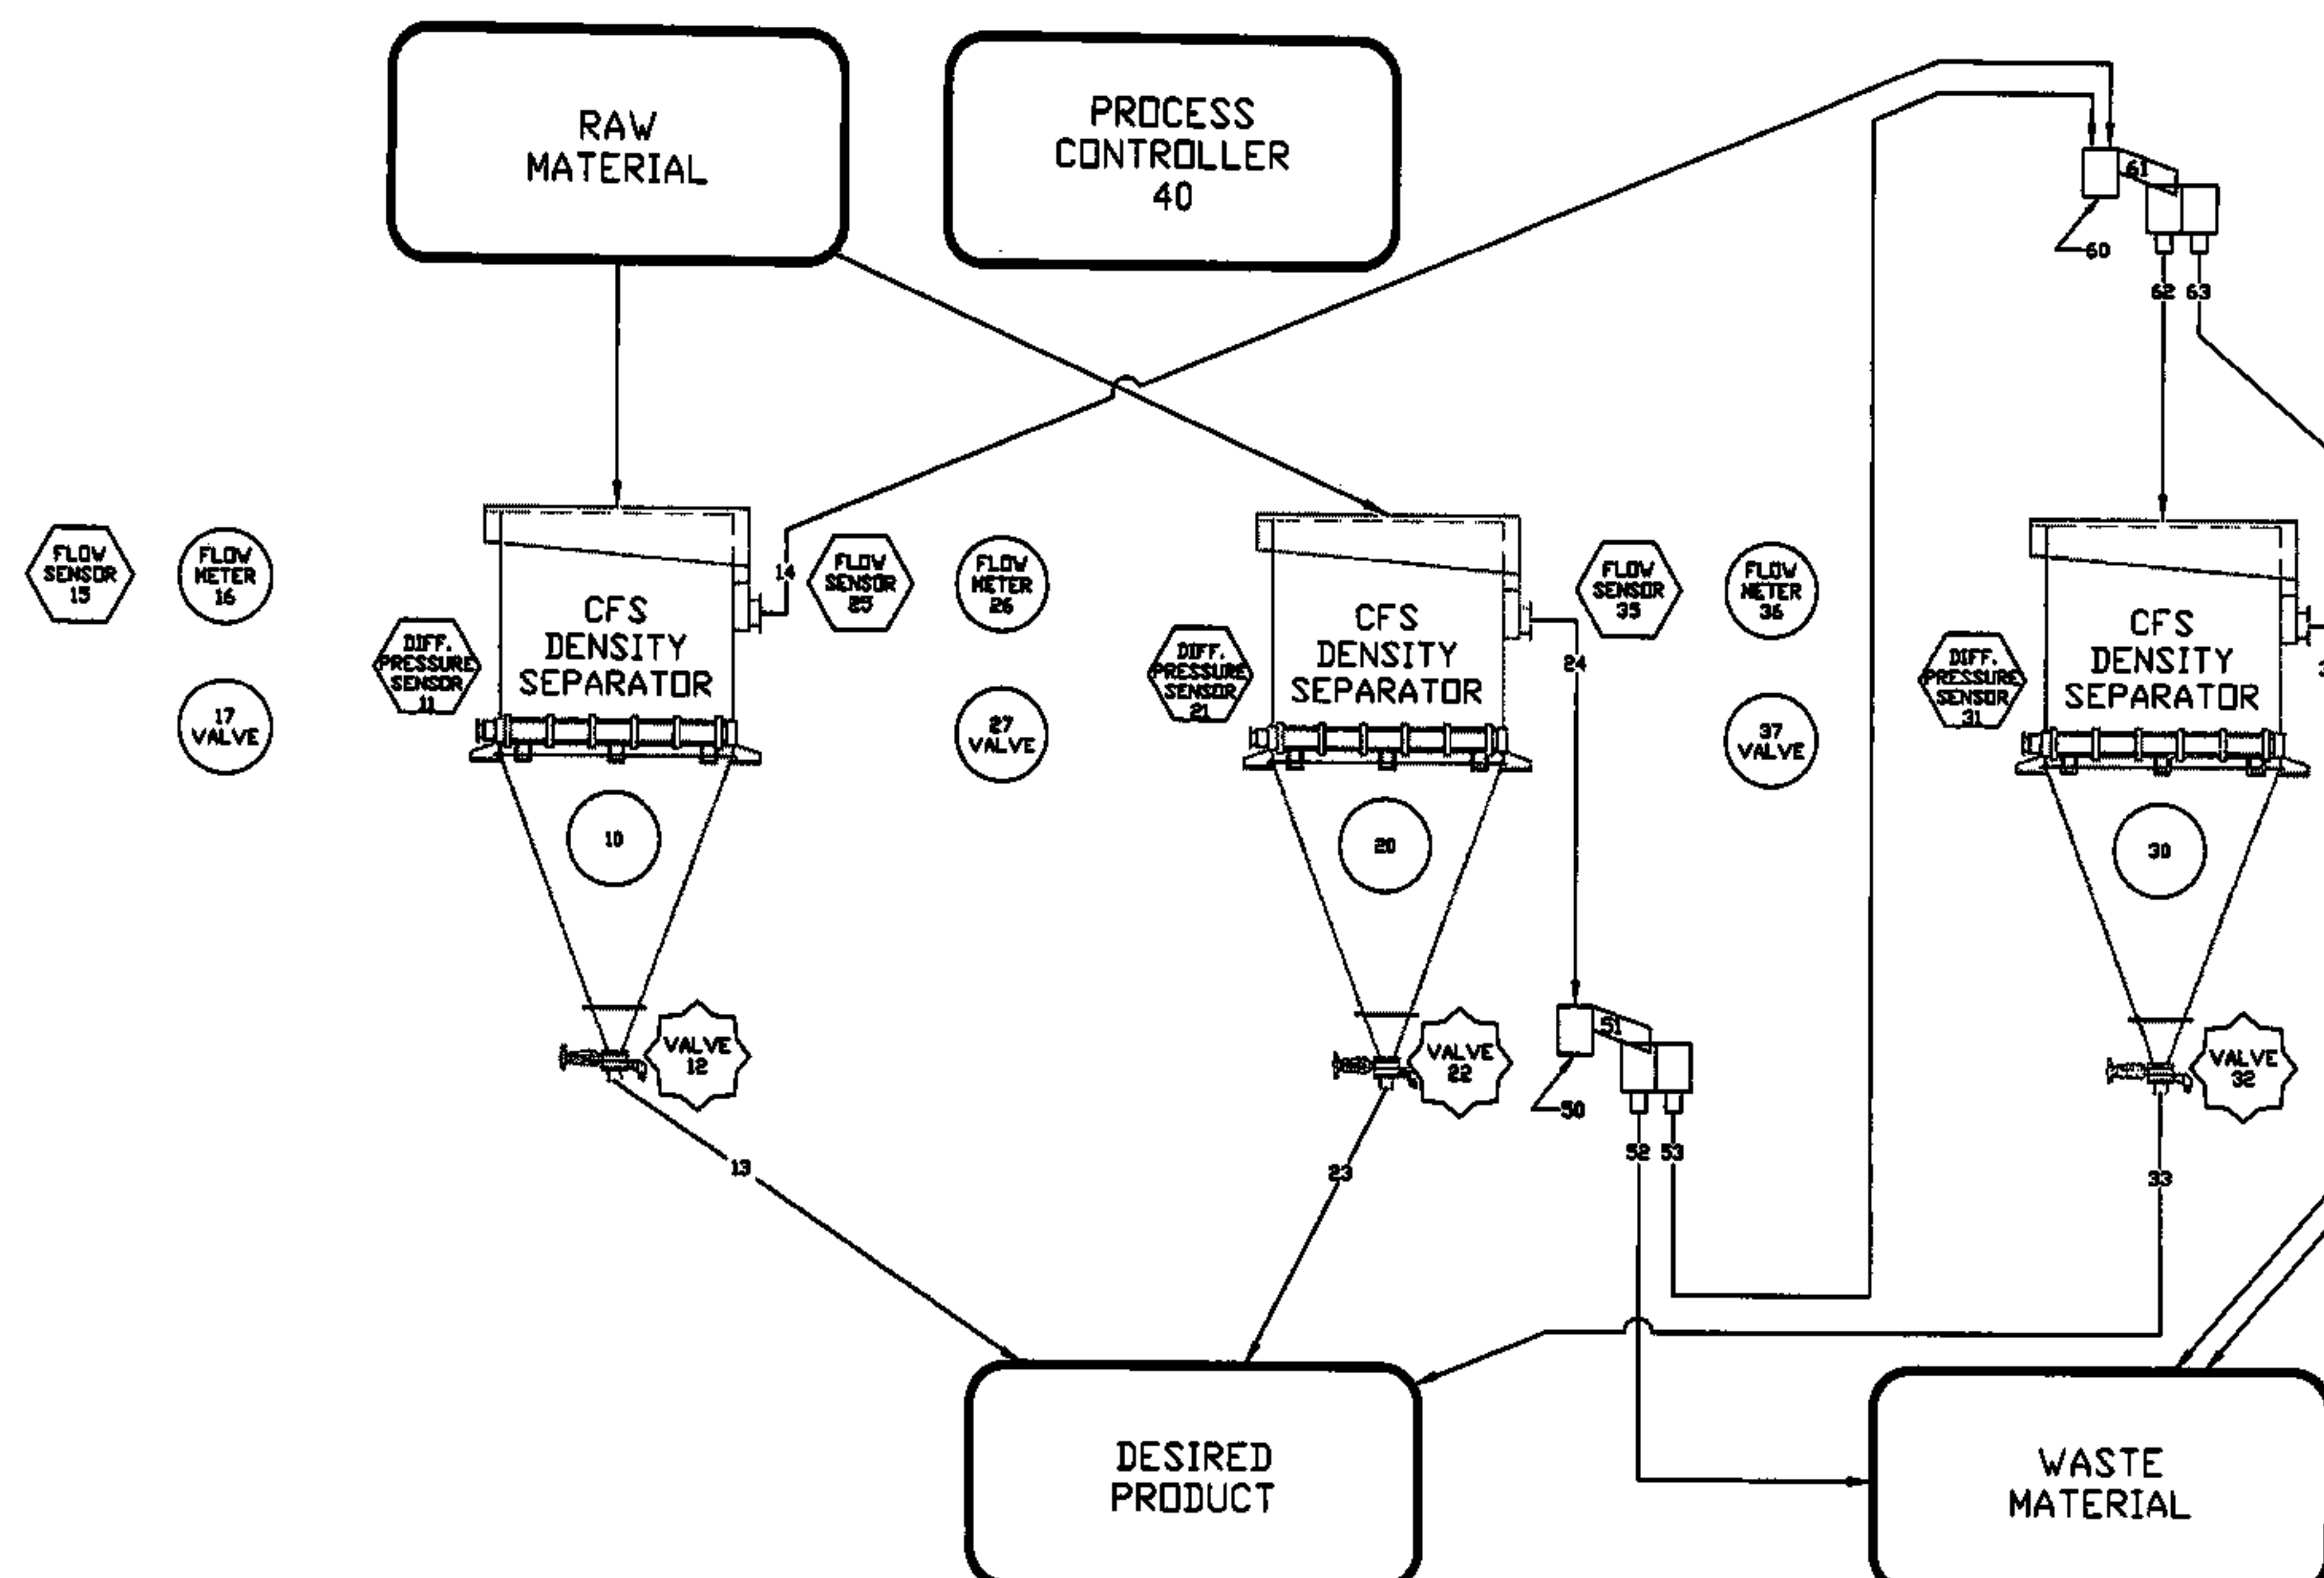 RAW
MATERIAL
PROCESS
CONTROLLER
40
61
60
62
63
FLOW
SENSOR
15
FLOW
METER
16
14
FLOW
SENSOR
25
FLOW
METER
26
FLOW
SENSOR
35
FLOW
METER
36
DIFF.
PRESSURE
SENSOR
11
CFS
DENSITY
SEPARATOR
DIFF.
PRESSURE
SENSOR
21
CFS
DENSITY
SEPARATOR
24
DIFF.
PRESSURE
SENSOR
31
CFS
DENSITY
SEPARATOR
17
VALVE
27
VALVE
37
VALVE
10
20
30
VALVE
12
VALVE
22
51
50
VALVE
32
13
23
52
53
33
DESIRED
PRODUCT
WASTE
MATERIAL